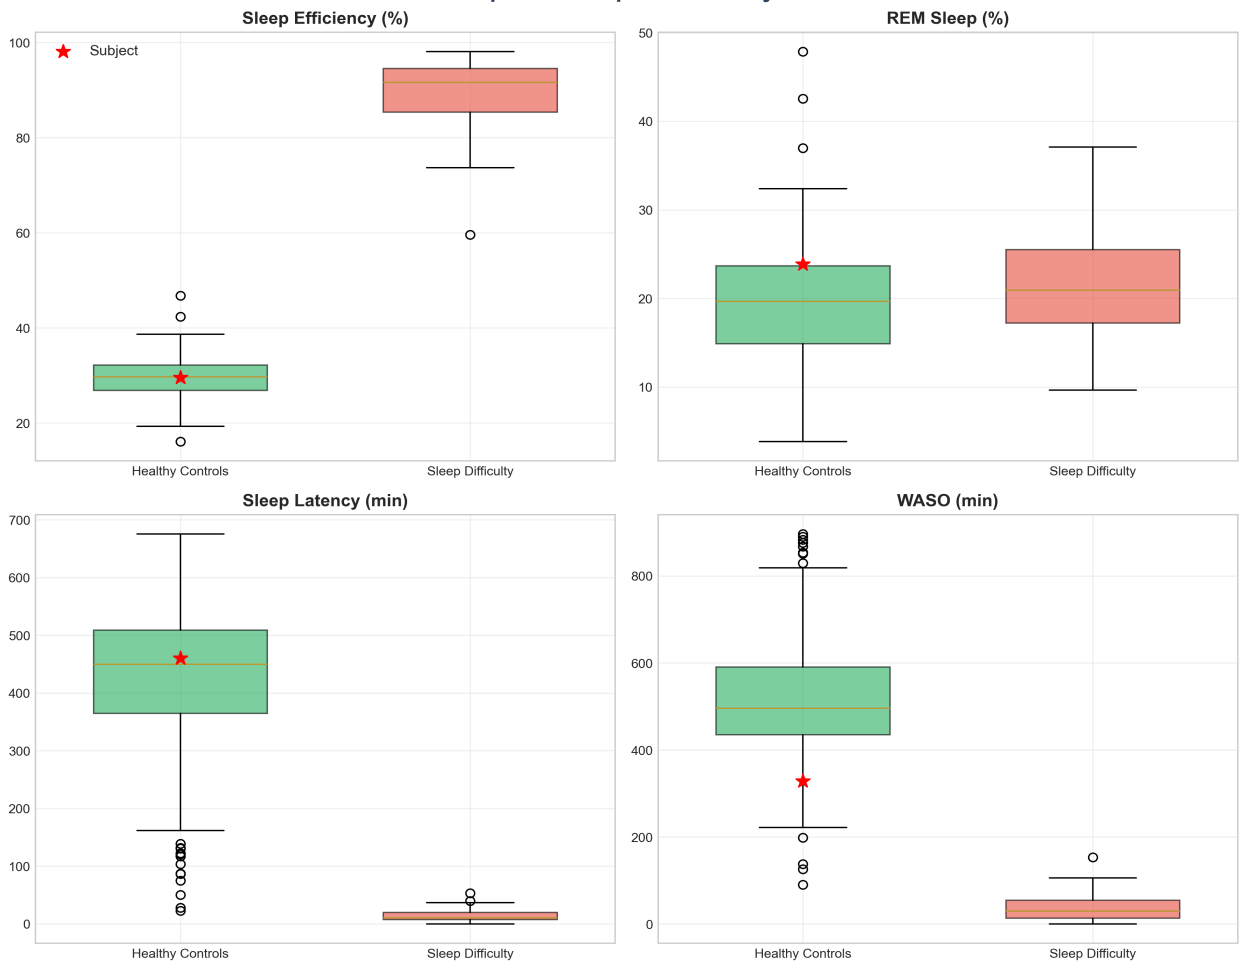 Sleep Efficiency (%)
100
80
60
40
20
Subject
Healthy Controls
Sleep Difficulty
REM Sleep (%)
50
40
30
20
10
Healthy Controls
Sleep Difficulty
Sleep Latency (min)
700
600
500
400
300
200
100
0
Healthy Controls
Sleep Difficulty
WASO (min)
800
600
400
200
0
Healthy Controls
Sleep Difficulty